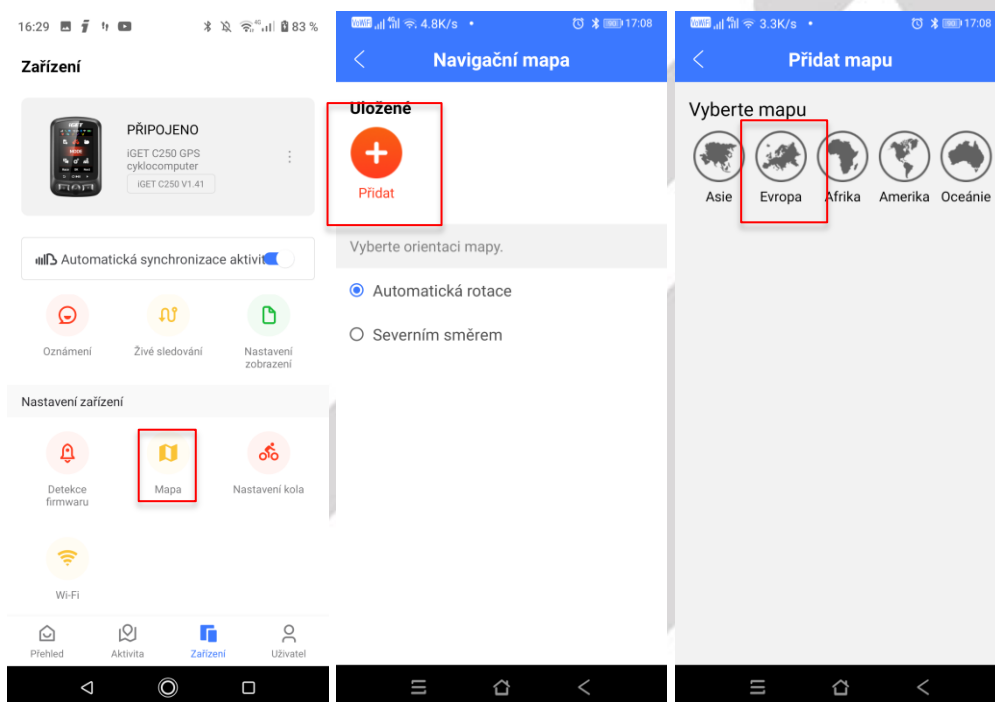 16:29
83 %
Zařízení
PŘIPOJENO
iGET C250 GPS
cyklocomputer
iGET C250 V1.41
Automatická synchronizace aktivit
Oznámení
Živé sledování
Nastavení
zobrazení
Nastavení zařízení
Detekce
firmwaru
Mapa
Nastavení kola
Wi-Fi
Přehled
Aktivita
Zařízení
Uživatel
VoWiFi 4.8K/s
17:08
Navigační mapa
Uložené
Přidat
Vyberte orientaci mapy.
Automatická rotace
Severním směrem
VoWiFi 3.3K/s
17:08
Přidat mapu
Vyberte mapu
Asie
Evropa
Afrika
Amerika
Oceánie